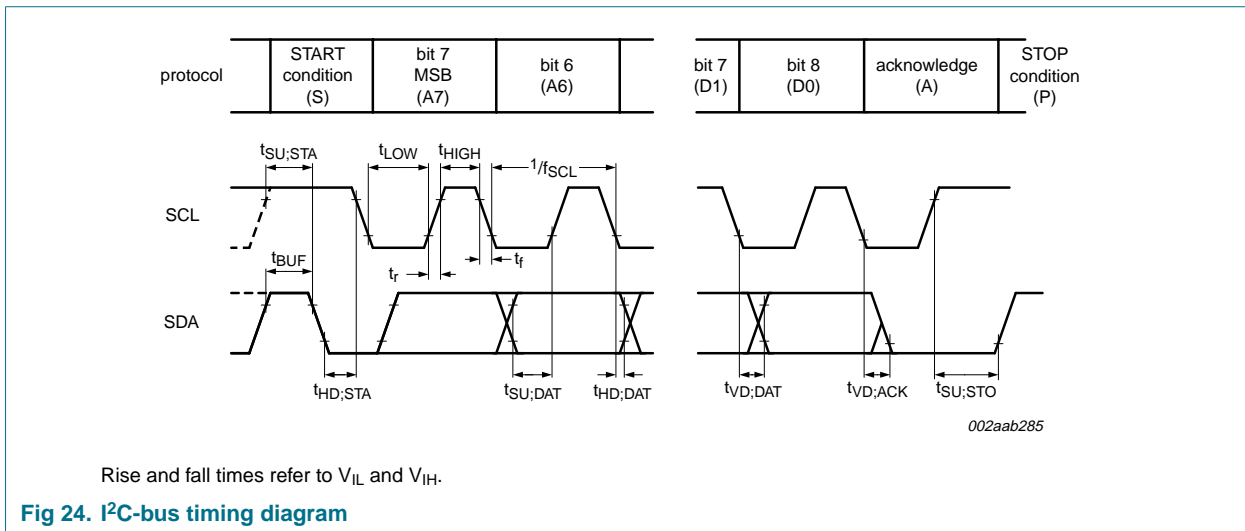 protocol
START
condition
(S)
bit 7
MSB
(A7)
bit 6
(A6)
bit 7
(D1)
bit 8
(D0)
acknowledge
(A)
STOP
condition
(P)
tSU;STA
tLOW
tHIGH
1/fSCL
SCL
tBUF
tr
tf
SDA
tHD;STA
tSU;DAT
tHD;DAT
tVD;DAT
tVD;ACK
tSU;STO
002aab285
Rise and fall times refer to VIL and VIH.
Fig 24. I²C-bus timing diagram